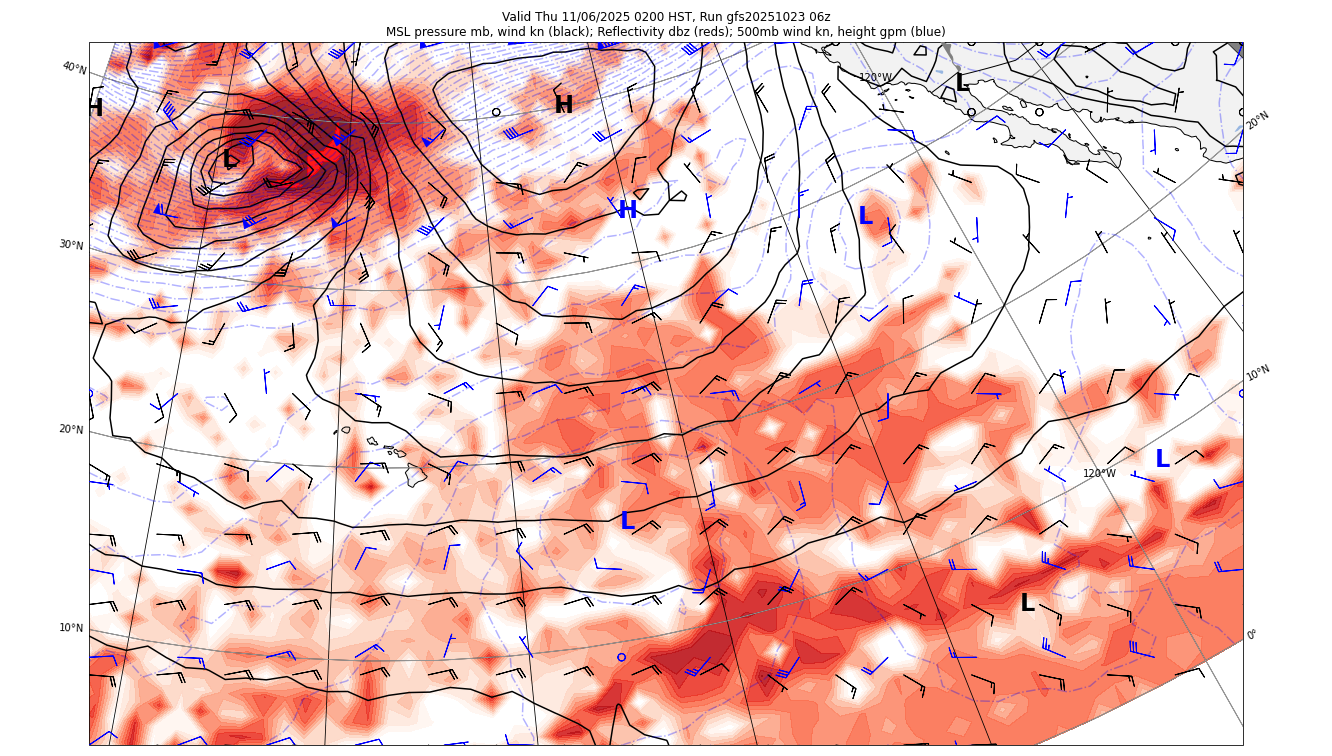 Valid Thu 11/06/2025 0200 HST, Run gfs20251023 06z
MSL pressure mb, wind kn (black); Reflectivity dbz (reds); 500mb wind kn, height gpm (blue)
40°N
120°W
L
H
H
20°N
L
30°N
H
L
10°N
20°N
120°W
L
L
L
10°N
0°